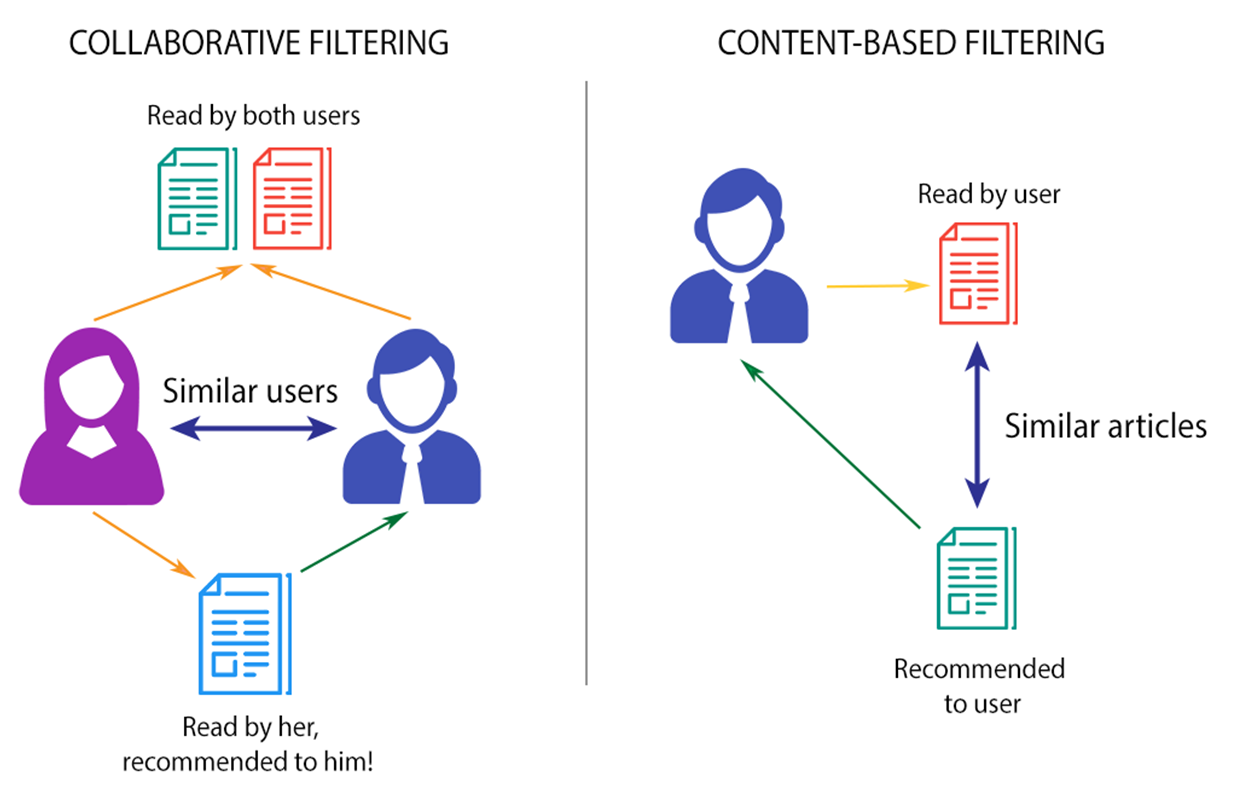 COLLABORATIVE FILTERING
Read by both users
Similar users
Read by her,
recommended to him!
CONTENT-BASED FILTERING
Read by user
Similar articles
Recommended
to user